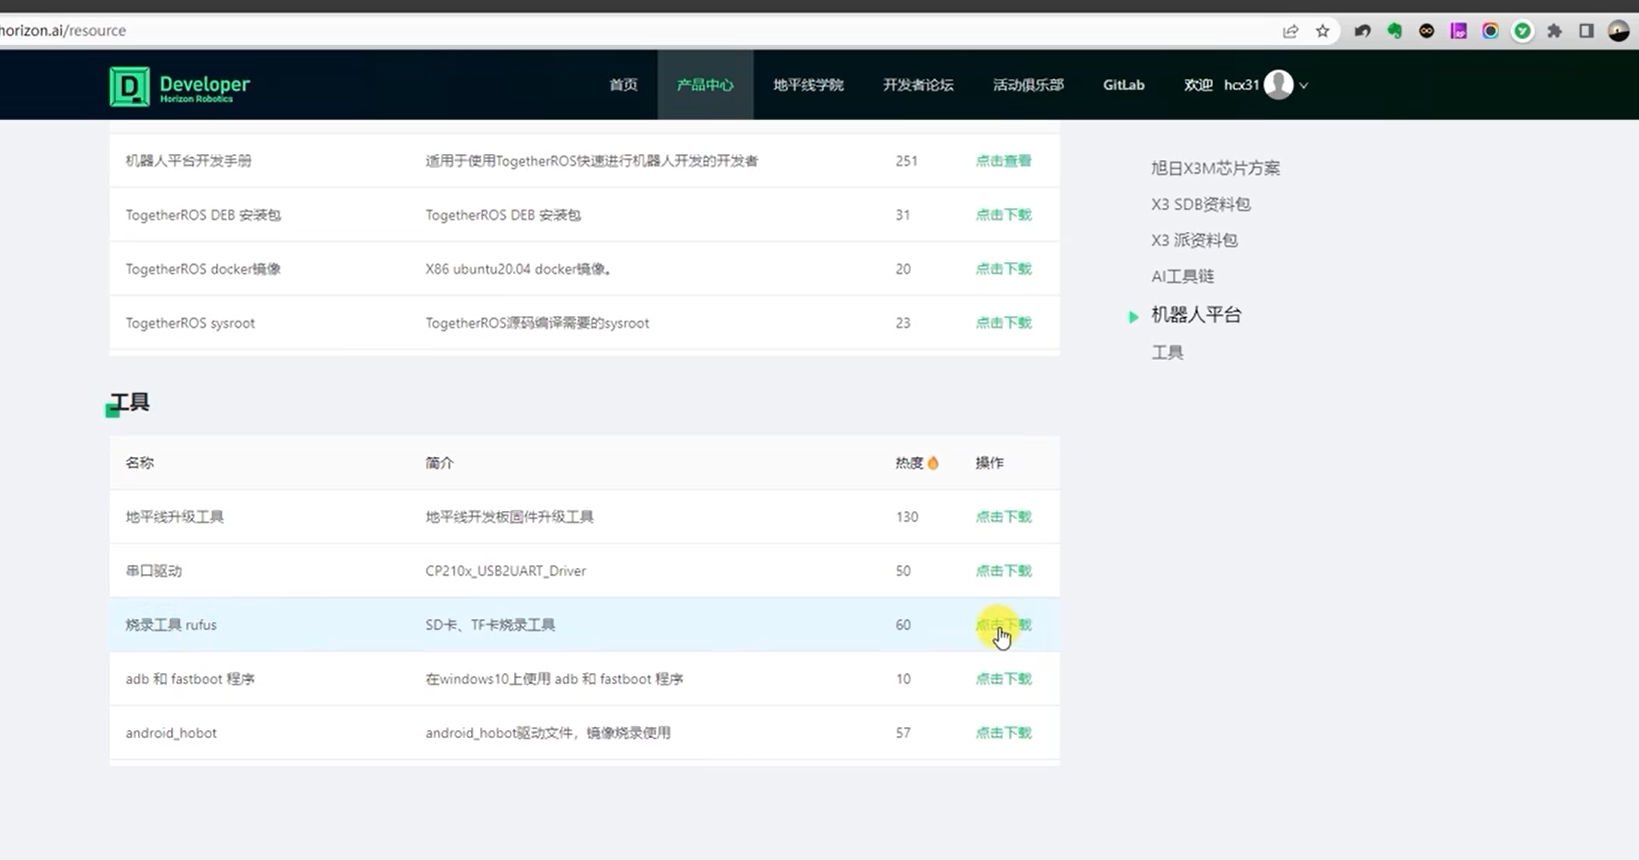 horizon.ai/resource
Developer
Horizon Robotics
首页 产品中心 地平线学院 开发者论坛 活动俱乐部 GitLab 欢迎 hcx31
机器人平台开发手册 适用于使用TogetherROS快速进行机器人开发的开发者 251 点击查看
TogetherROS DEB 安装包 TogetherROS DEB 安装包 31 点击下载
TogetherROS docker镜像 X86 ubuntu20.04 docker镜像。 20 点击下载
TogetherROS sysroot TogetherROS源码编译需要的sysroot 23 点击下载
工具
名称 简介 热度 操作
地平线升级工具 地平线开发板固件升级工具 130 点击下载
串口驱动 CP210x_USB2UART_Driver 50 点击下载
烧录工具 rufus SD卡、TF卡烧录工具 60 点击下载
adb 和 fastboot 程序 在windows10上使用 adb 和 fastboot 程序 10 点击下载
android_hobot android_hobot驱动文件，镜像烧录使用 57 点击下载
旭日X3M芯片方案
X3 SDB资料包
X3 派资料包
AI工具链
机器人平台
工具